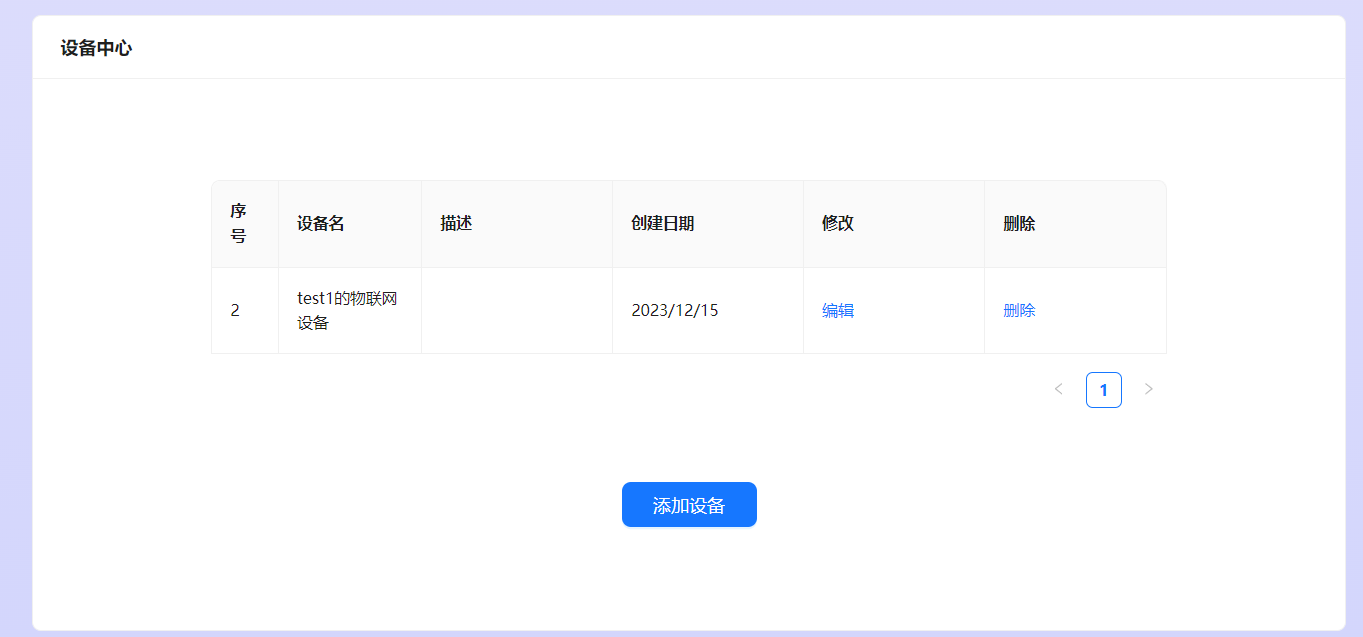 设备中心
序号
设备名
描述
创建日期
修改
删除
2
test1的物联网
设备
2023/12/15
编辑
删除
< 1 >
添加设备